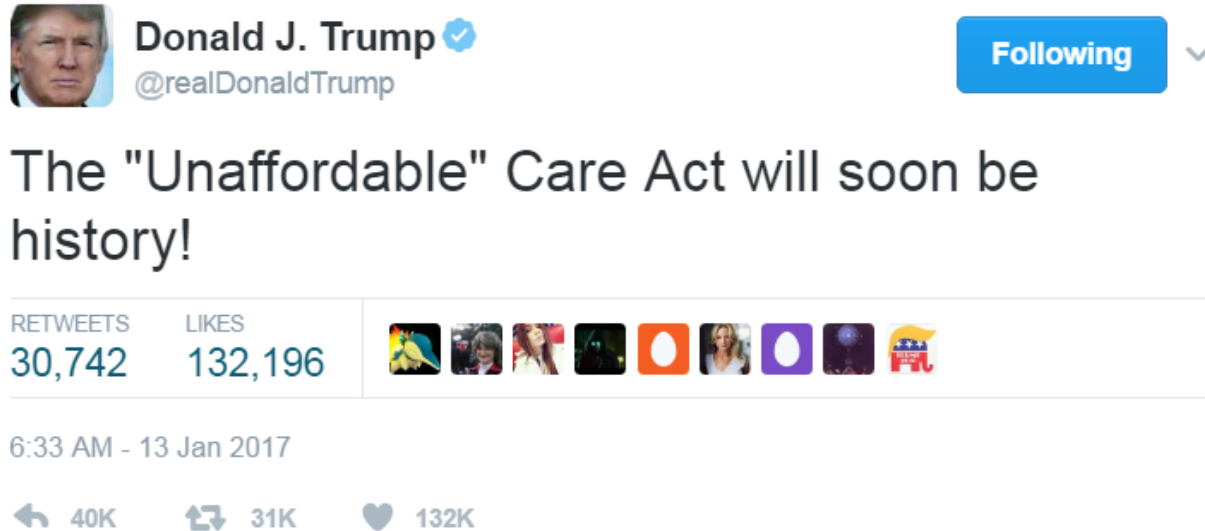 Donald J. Trump
@realDonaldTrump
Following
The "Unaffordable" Care Act will soon be
history!
RETWEETS LIKES
30,742 132,196
6:33 AM - 13 Jan 2017
40K 31K 132K